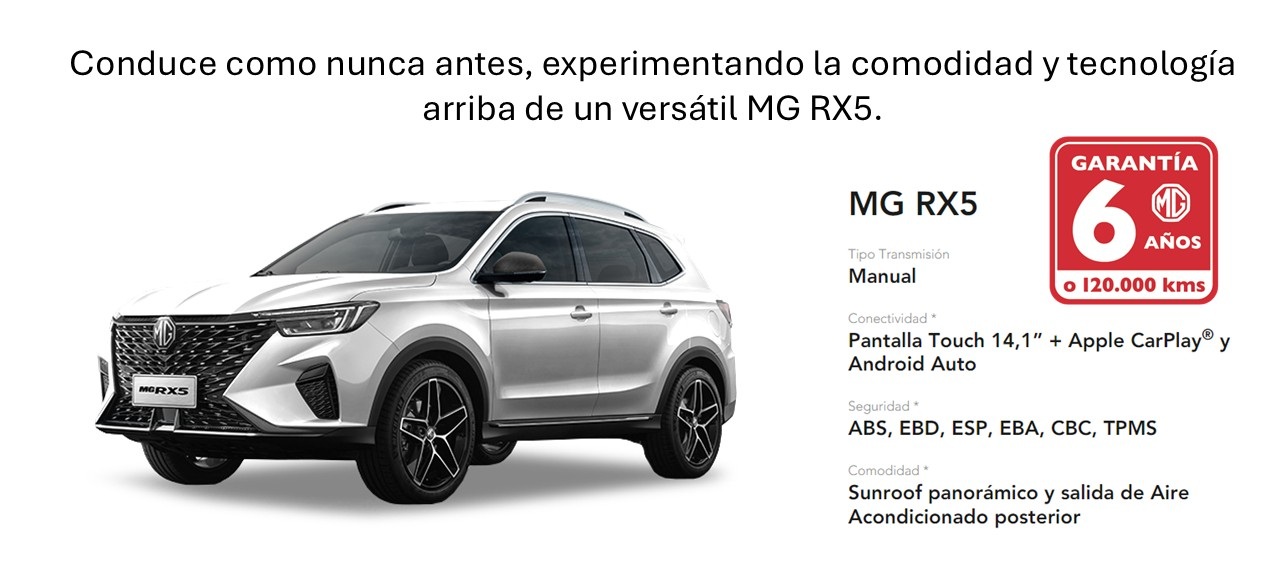 Conduce como nunca antes, experimentando la comodidad y tecnología
arriba de un versátil MG RX5.
GARANTÍA
6
MG
AÑOS
o 120.000 kms
MG RX5
Tipo Transmisión
Manual
Conectividad *
Pantalla Touch 14,1” + Apple CarPlay® y
Android Auto
Seguridad *
ABS, EBD, ESP, EBA, CBC, TPMS
Comodidad *
Sunroof panorámico y salida de Aire
Acondicionado posterior
MG
MG RX5